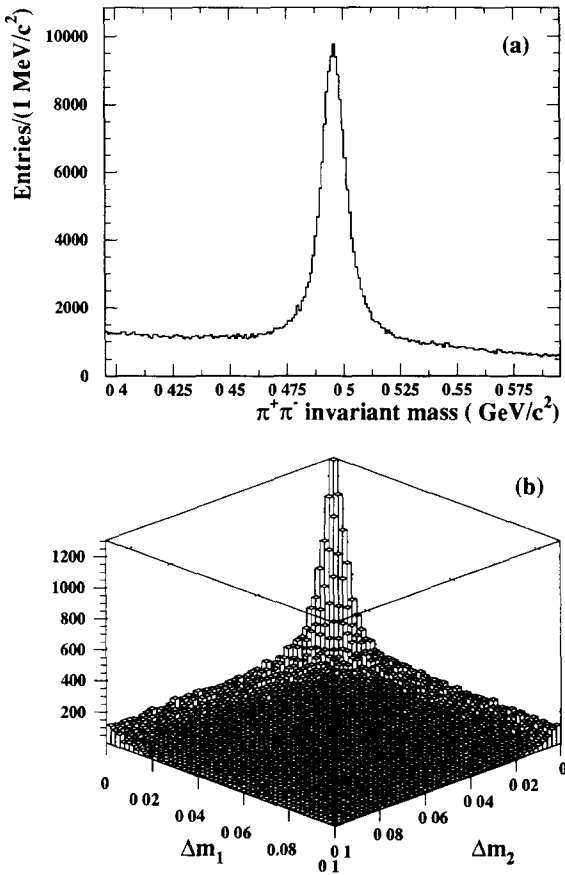 (a)
Entries/(1 MeV/c²)
10000
8000
6000
4000
2000
0
0 4 0 425 0 45 0 475 0 5 0 525 0 55 0 575
π⁺π⁻ invariant mass ( GeV/c²)
(b)
1200
1000
800
600
400
200
0 0 02 0 04 0 06 0.08 0 1
Δm₁
0 1 0 08 0 06 0 04 0 02 0
Δm₂